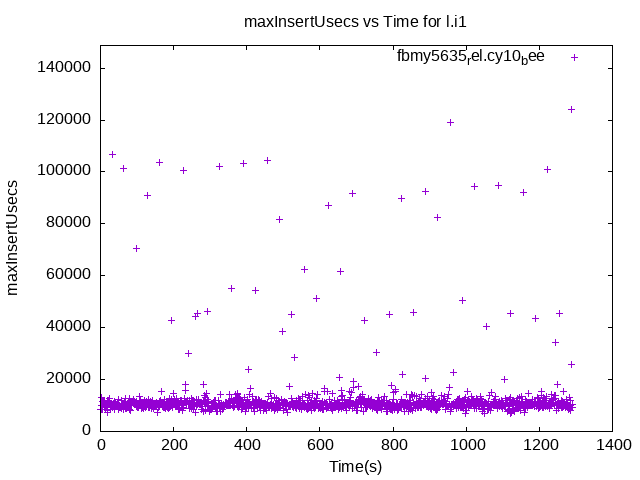 maxInsertUsecs vs Time for l.i1
fbmy5635_rel.cy10_bee
140000
120000
100000
80000
60000
40000
20000
0
maxInsertUsecs
0 200 400 600 800 1000 1200 1400
Time(s)